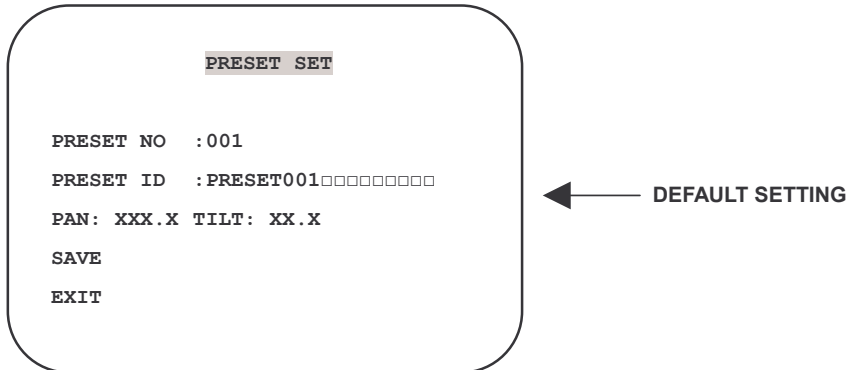 PRESET SET
PRESET NO :001
PRESET ID :PRESET001□□□□□□□□□
DEFAULT SETTING
PAN: XXX.X TILT: XX.X
SAVE
EXIT